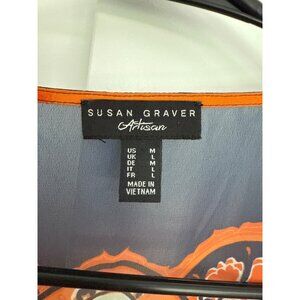 SUSAN GRAVER
Artisan
US M
UK L
DE M
IT L
FR L
MADE IN
VIETNAM